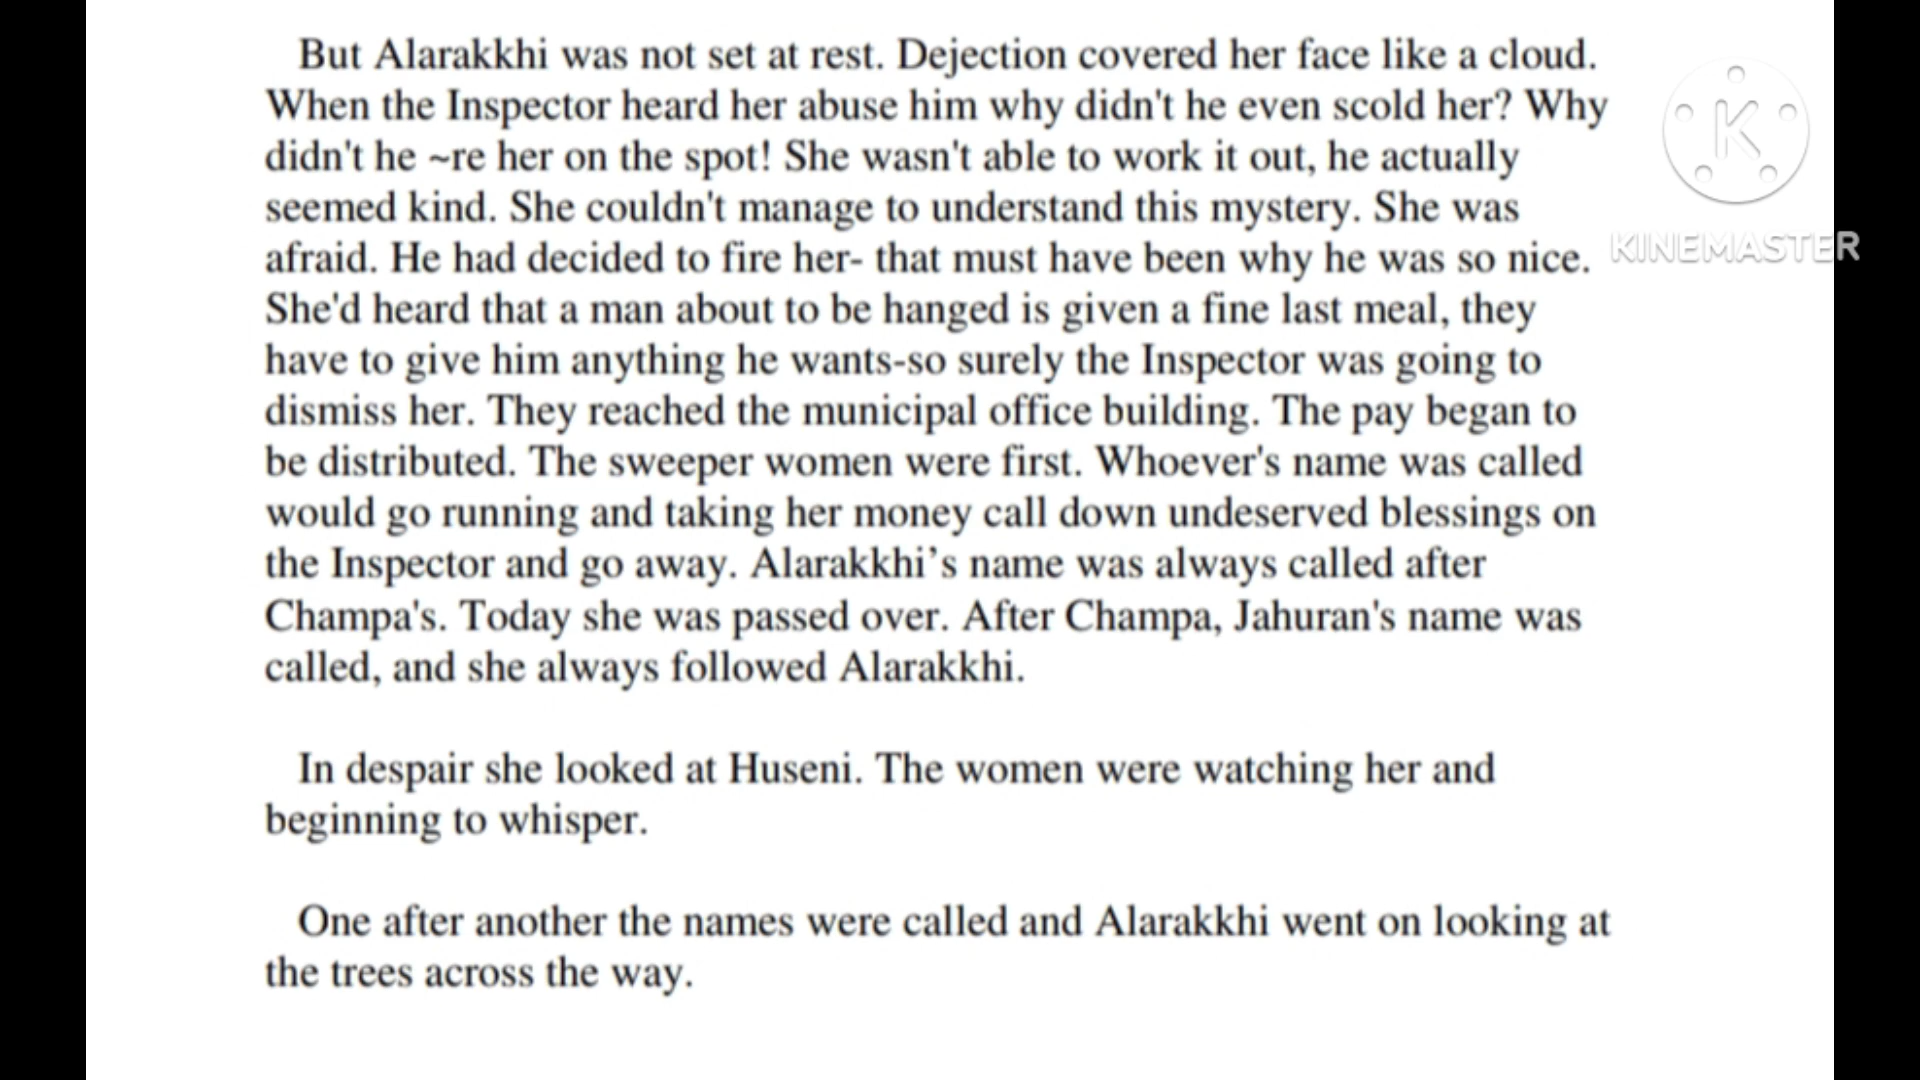 But Alarakkhi was not set at rest. Dejection covered her face like a cloud.
When the Inspector heard her abuse him why didn't he even scold her? Why
didn't he ~re her on the spot! She wasn't able to work it out, he actually
seemed kind. She couldn't manage to understand this mystery. She was
afraid. He had decided to fire her- that must have been why he was so nice.
She'd heard that a man about to be hanged is given a fine last meal, they
have to give him anything he wants-so surely the Inspector was going to
dismiss her. They reached the municipal office building. The pay began to
be distributed. The sweeper women were first. Whoever's name was called
would go running and taking her money call down undeserved blessings on
the Inspector and go away. Alarakkhi’s name was always called after
Champa's. Today she was passed over. After Champa, Jahuran's name was
called, and she always followed Alarakkhi.
In despair she looked at Huseni. The women were watching her and
beginning to whisper.
One after another the names were called and Alarakkhi went on looking at
the trees across the way.
K
KINEMASTER